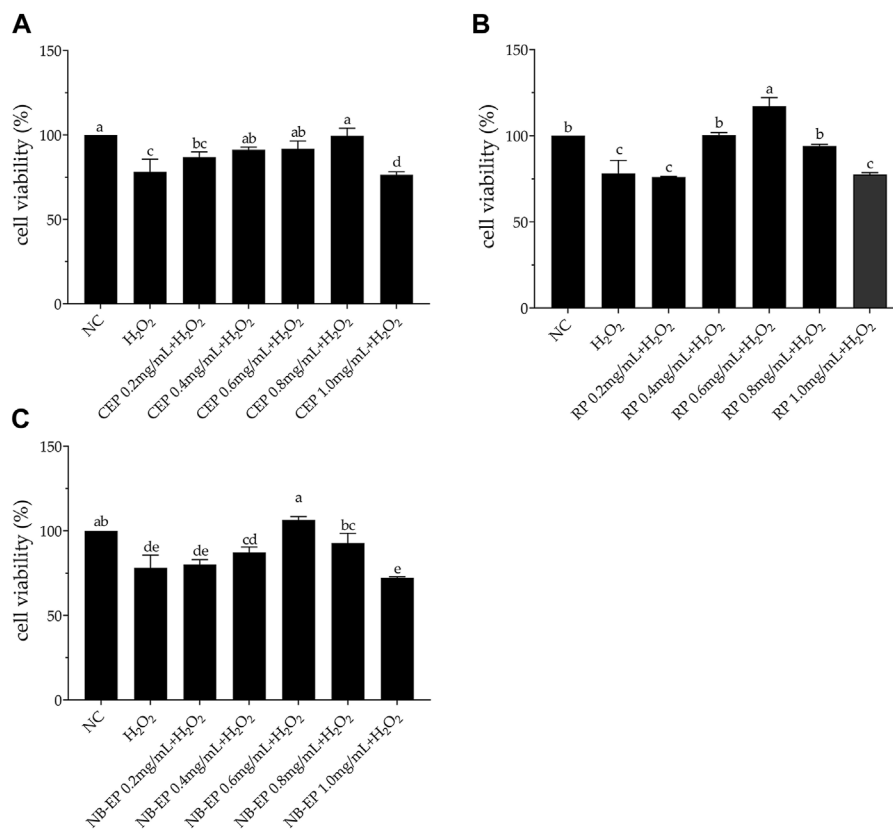 A
cell viability (%)
150
100
50
0
a
c
bc
ab
ab
a
d
NC
H₂O₂
CEP 0.2mg/mL+H₂O₂
CEP 0.4mg/mL+H₂O₂
CEP 0.6mg/mL+H₂O₂
CEP 0.8mg/mL+H₂O₂
CEP 1.0mg/mL+H₂O₂
B
cell viability (%)
150
100
50
0
b
c
c
b
a
b
c
NC
H₂O₂
RP 0.2mg/mL+H₂O₂
RP 0.4mg/mL+H₂O₂
RP 0.6mg/mL+H₂O₂
RP 0.8mg/mL+H₂O₂
RP 1.0mg/mL+H₂O₂
C
cell viability (%)
150
100
50
0
ab
de
de
cd
a
bc
e
NC
H₂O₂
NB-EP 0.2mg/mL+H₂O₂
NB-EP 0.4mg/mL+H₂O₂
NB-EP 0.6mg/mL+H₂O₂
NB-EP 0.8mg/mL+H₂O₂
NB-EP 1.0mg/mL+H₂O₂